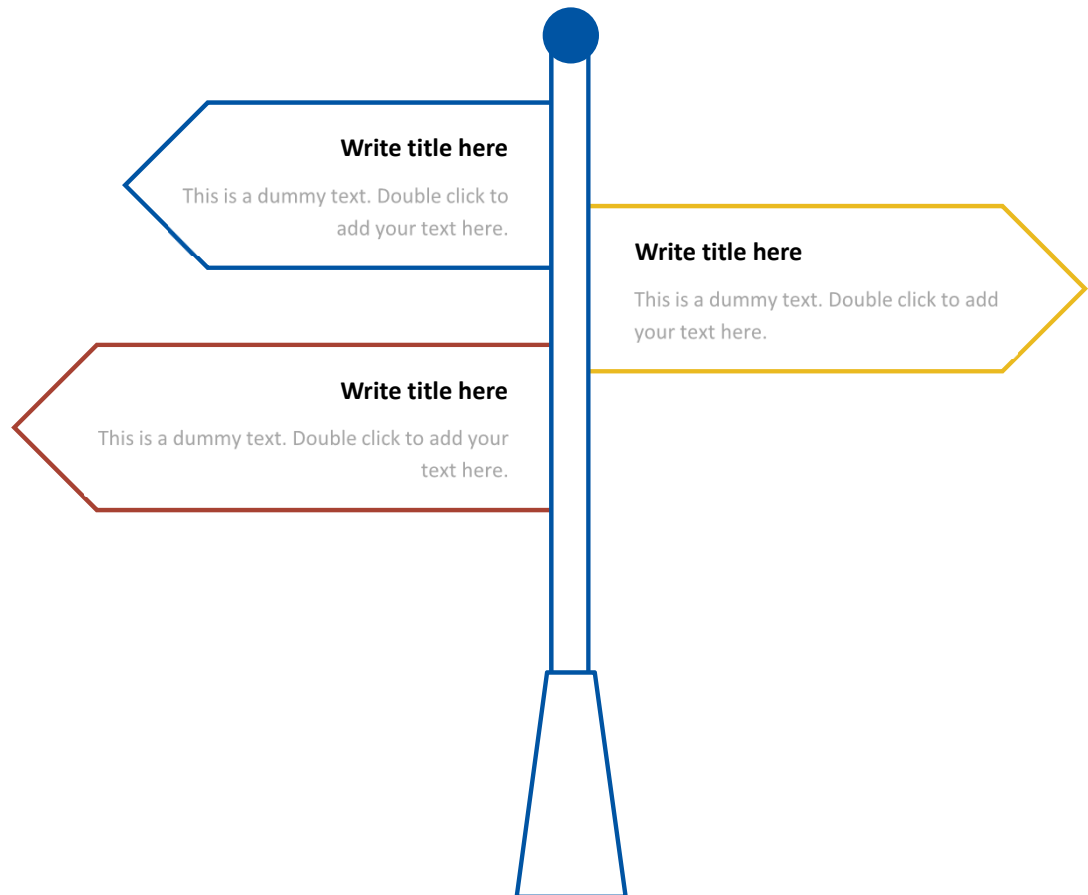 Write title here
This is a dummy text. Double click to
add your text here.
Write title here
This is a dummy text. Double click to add
your text here.
Write title here
This is a dummy text. Double click to add your
text here.